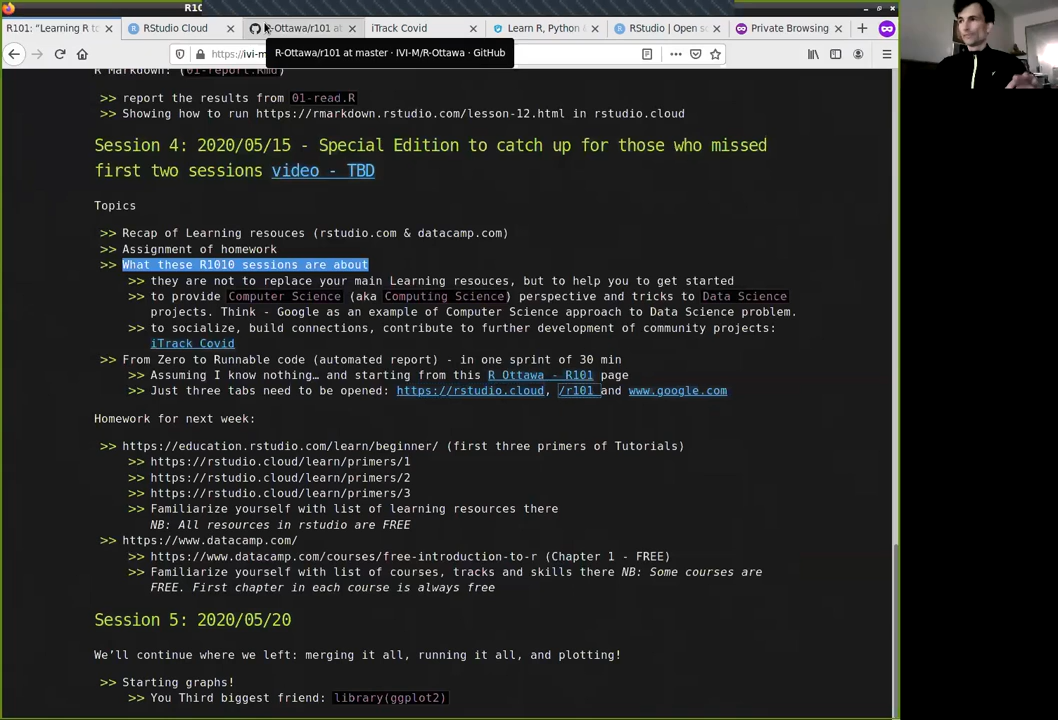 R1C
R101: “Learning R t
RStudio Cloud
R-Ottawa/r101 at
iTrack Covid
Learn R, Python &
RStudio | Open s
Private Browsing
https://ivi-m
R-Ottawa/r101 at master · IVI-M/R-Ottawa · GitHub
R Markdown: (01-report.Rmd)
>> report the results from 01-read.R
>> Showing how to run https://rmarkdown.rstudio.com/lesson-12.html in rstudio.cloud
Session 4: 2020/05/15 - Special Edition to catch up for those who missed
first two sessions video - TBD
Topics
>> Recap of Learning resouces (rstudio.com & datacamp.com)
>> Assignment of homework
>> What these R1010 sessions are about
>> they are not to replace your main Learning resouces, but to help you to get started
>> to provide Computer Science (aka Computing Science) perspective and tricks to Data Science
projects. Think - Google as an example of Computer Science approach to Data Science problem.
>> to socialize, build connections, contribute to further development of community projects:
iTrack Covid
>> From Zero to Runnable code (automated report) - in one sprint of 30 min
>> Assuming I know nothing… and starting from this R Ottawa - R101 page
>> Just three tabs need to be opened: https://rstudio.cloud, /r101 and www.google.com
Homework for next week:
>> https://education.rstudio.com/learn/beginner/ (first three primers of Tutorials)
>> https://rstudio.cloud/learn/primers/1
>> https://rstudio.cloud/learn/primers/2
>> https://rstudio.cloud/learn/primers/3
>> Familiarize yourself with list of learning resources there
NB: All resources in rstudio are FREE
>> https://www.datacamp.com/
>> https://www.datacamp.com/courses/free-introduction-to-r (Chapter 1 - FREE)
>> Familiarize yourself with list of courses, tracks and skills there NB: Some courses are
FREE. First chapter in each course is always free
Session 5: 2020/05/20
We’ll continue where we left: merging it all, running it all, and plotting!
>> Starting graphs!
>> You Third biggest friend: library(ggplot2)